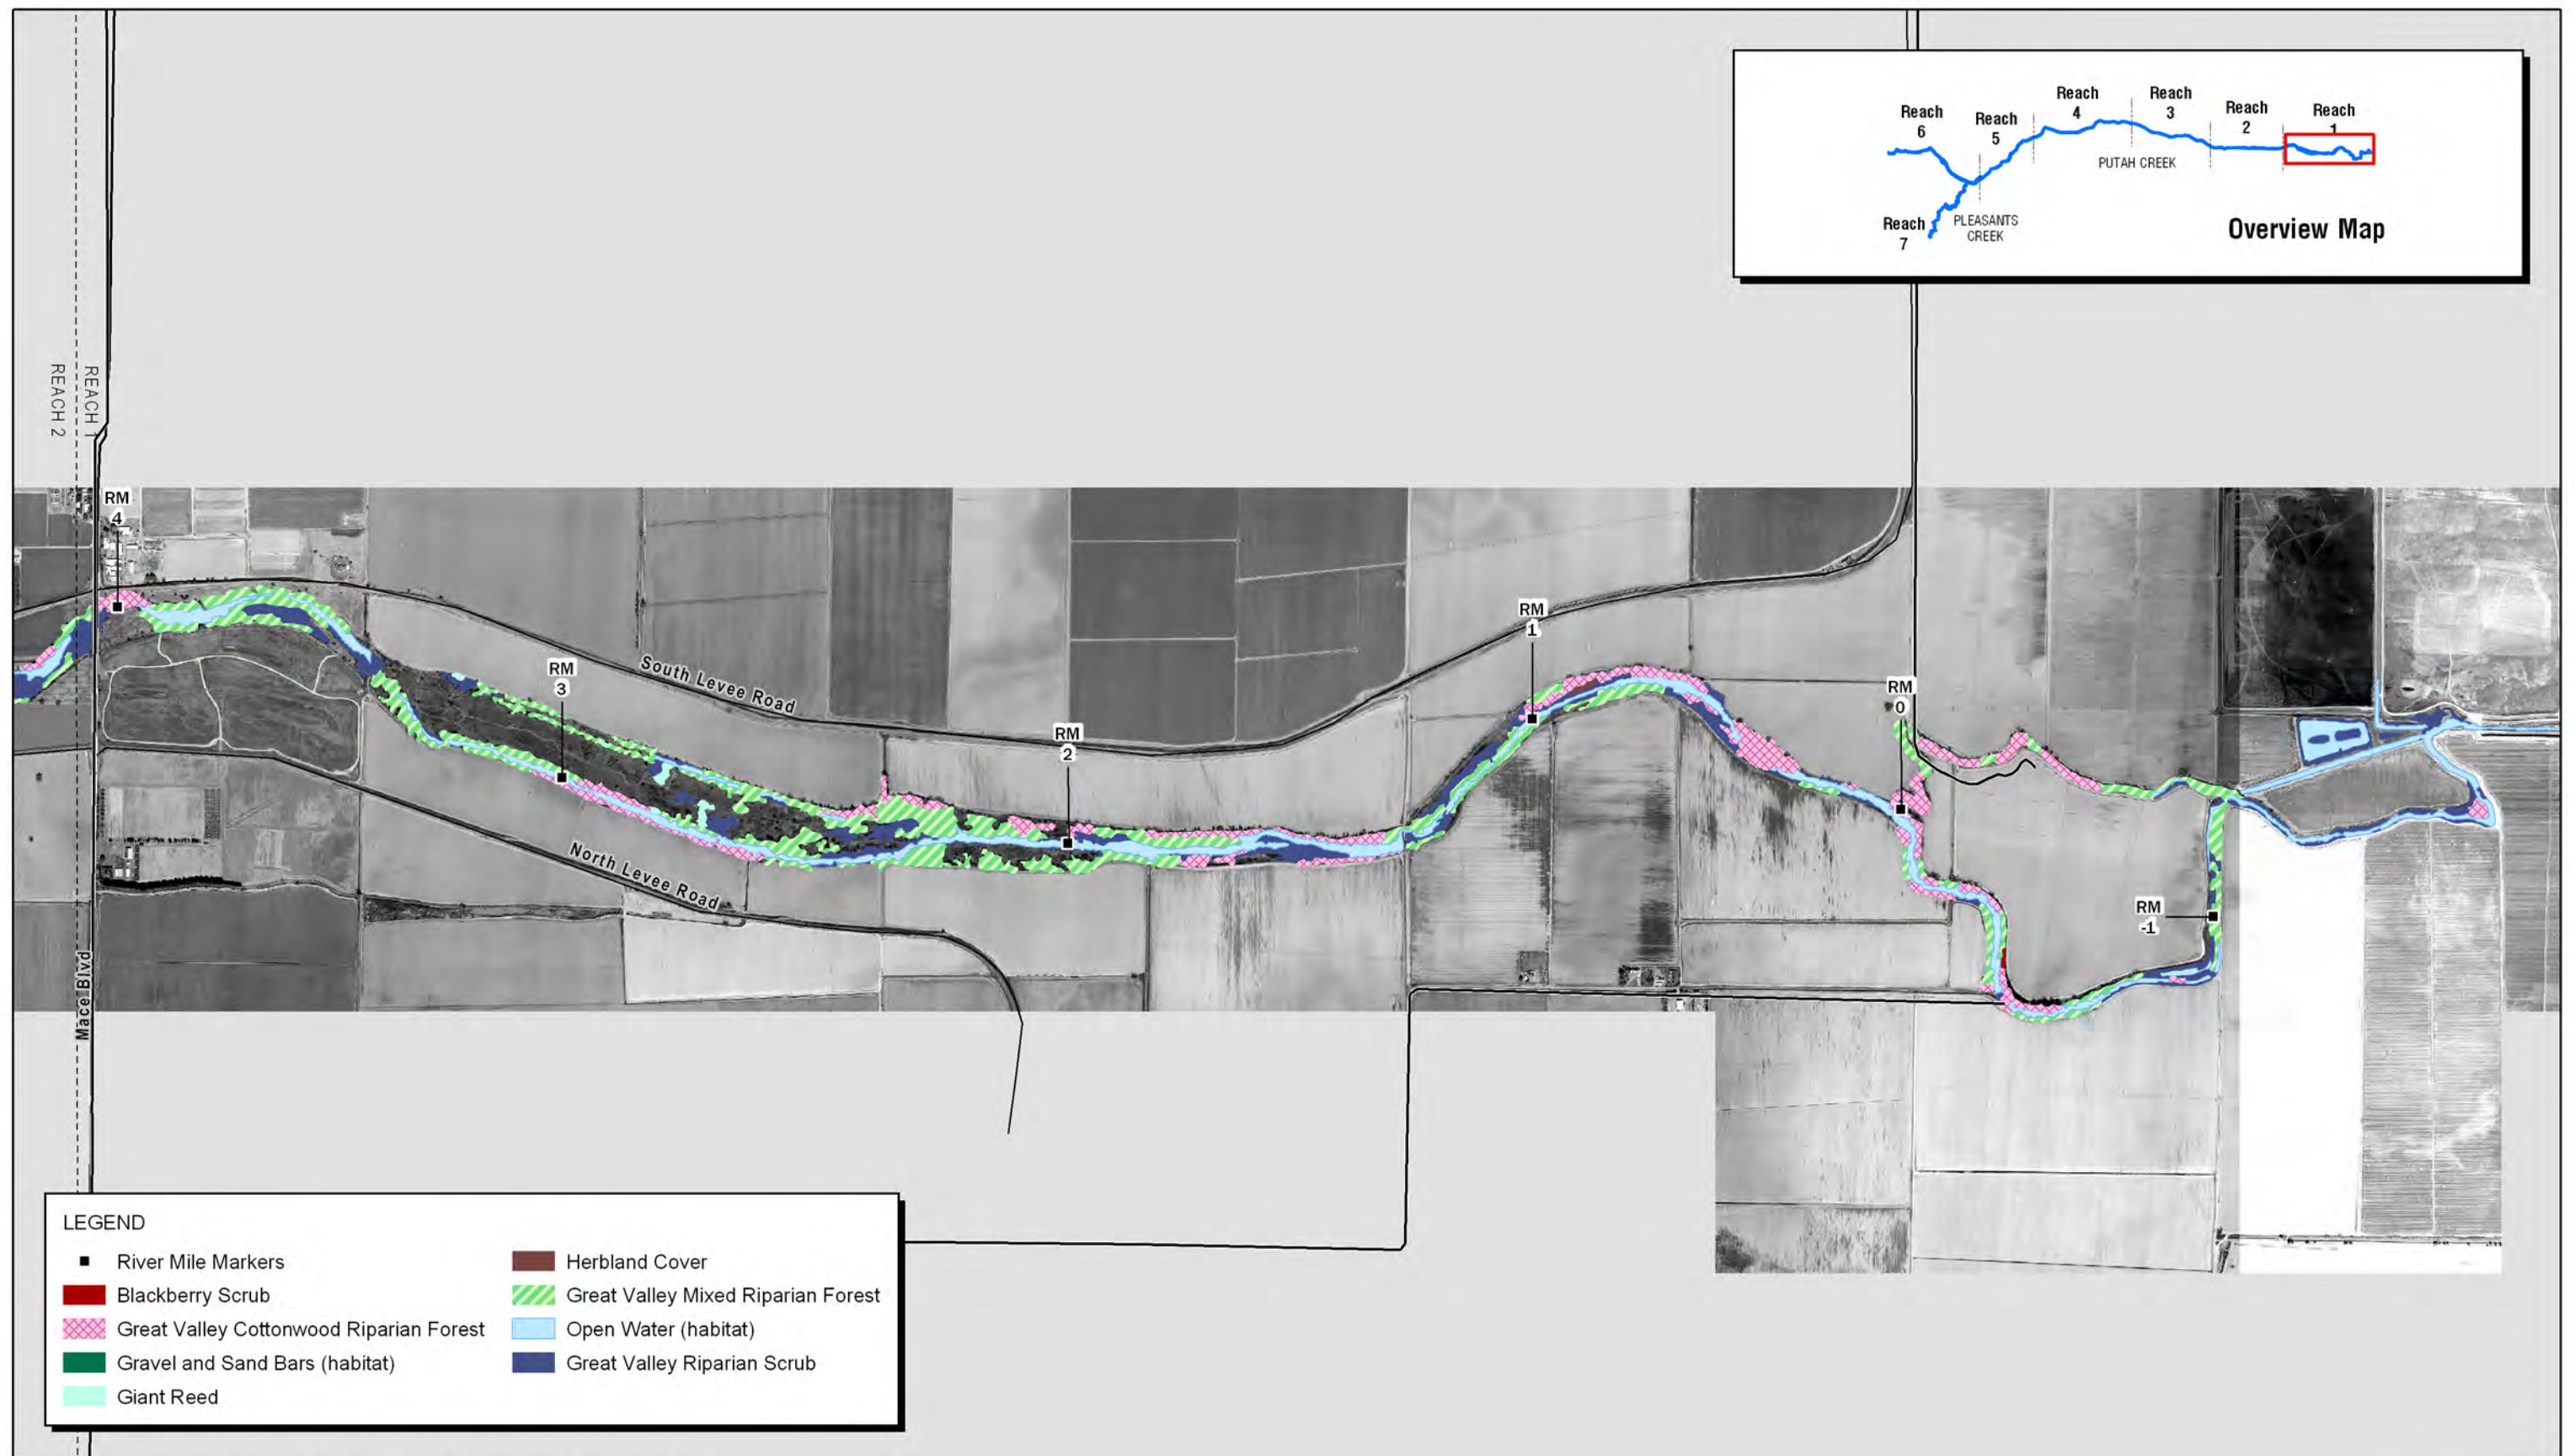 Reach
6
Reach
5
Reach
4
Reach
3
Reach
2
Reach
1
PUTAH CREEK
Reach
7
PLEASANTS
CREEK
Overview Map
REACH 2
REACH 1
RM
4
RM
3
South Levee Road
RM
2
RM
1
RM
0
North Levee Road
RM
-1
Mace Blvd
LEGEND
River Mile Markers
Blackberry Scrub
Great Valley Cottonwood Riparian Forest
Gravel and Sand Bars (habitat)
Giant Reed
Herbland Cover
Great Valley Mixed Riparian Forest
Open Water (habitat)
Great Valley Riparian Scrub